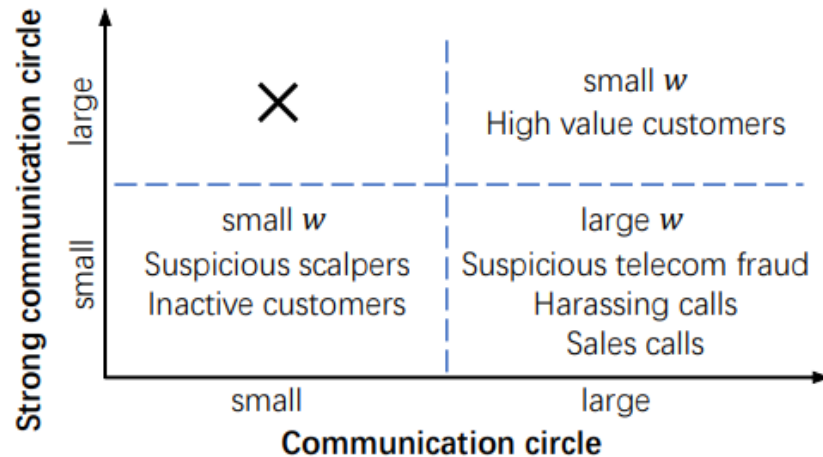 Strong communication circle
large
small
small w
High value customers
small w
Suspicious scalpers
Inactive customers
large w
Suspicious telecom fraud
Harassing calls
Sales calls
small
large
Communication circle